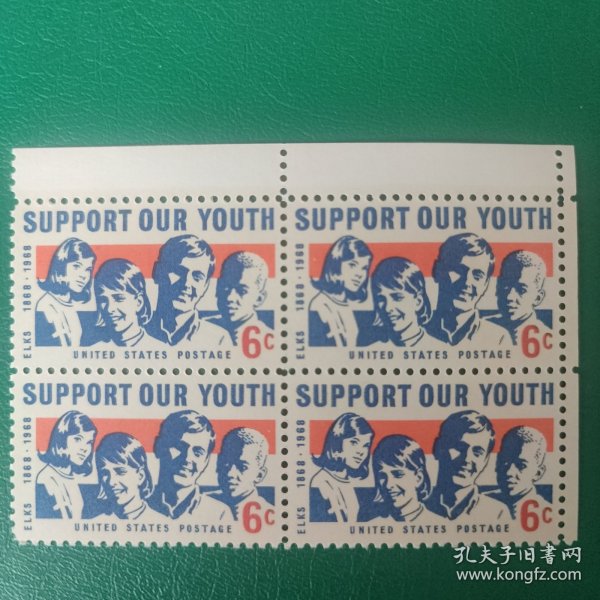 SUPPORT OUR YOUTH
ELKS 1868 · 1968
UNITED STATES POSTAGE 6c
SUPPORT OUR YOUTH
ELKS 1868 · 1968
UNITED STATES POSTAGE 6c
SUPPORT OUR YOUTH
ELKS 1868 · 1968
UNITED STATES POSTAGE 6c
SUPPORT OUR YOUTH
ELKS 1868 · 1968
UNITED STATES POSTAGE 6c
孔夫子旧书网
www.kongfz.com